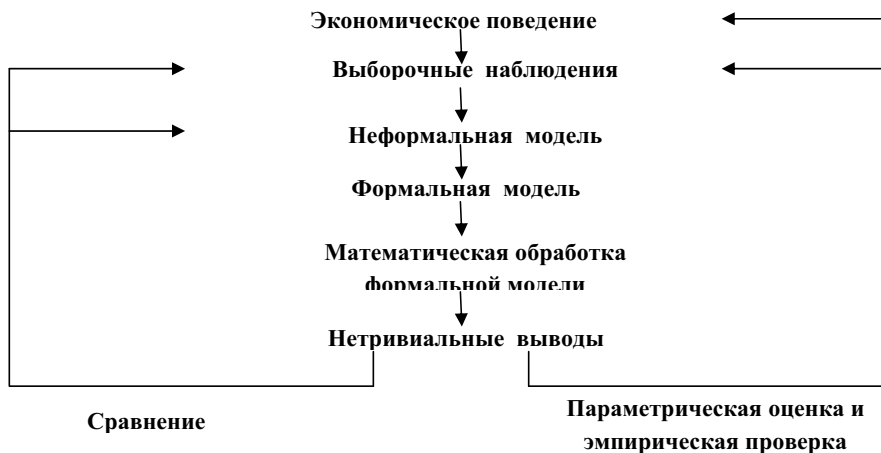 Экономическое поведение
Выборочные наблюдения
Неформальная модель
Формальная модель
Математическая обработка
формальной модели
Нетривиальные выводы
Сравнение
Параметрическая оценка и
эмпирическая проверка